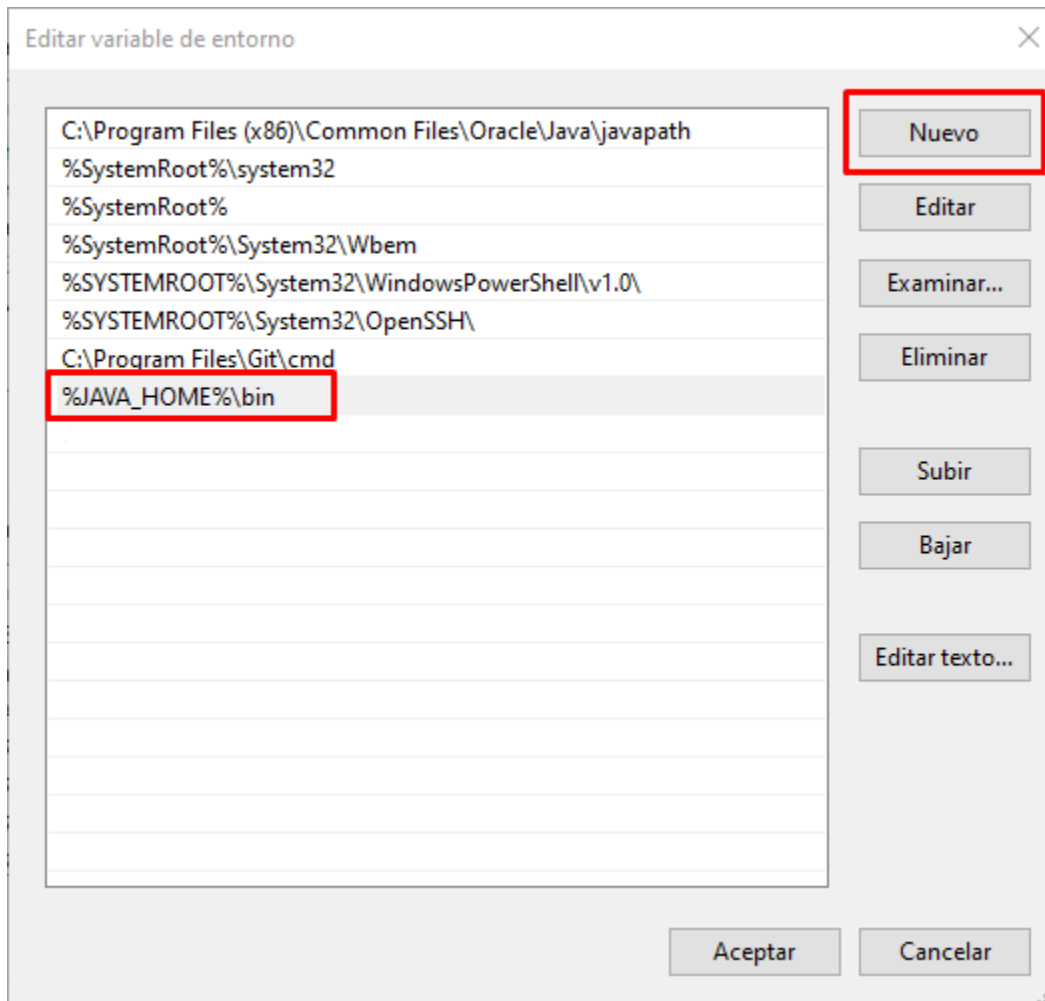 Editar variable de entorno
C:\Program Files (x86)\Common Files\Oracle\Java\javapath
Nuevo
%SystemRoot%\system32
%SystemRoot%
Editar
%SystemRoot%\System32\Wbem
%SYSTEMROOT%\System32\WindowsPowerShell\v1.0\
Examinar...
%SYSTEMROOT%\System32\OpenSSH\
C:\Program Files\Git\cmd
Eliminar
%JAVA_HOME%\bin
Subir
Bajar
Editar texto...
Aceptar
Cancelar